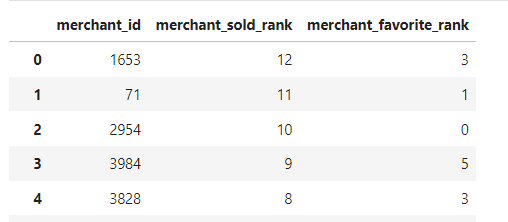 merchant_id merchant_sold_rank merchant_favorite_rank
0 1653 12 3
1 71 11 1
2 2954 10 0
3 3984 9 5
4 3828 8 3